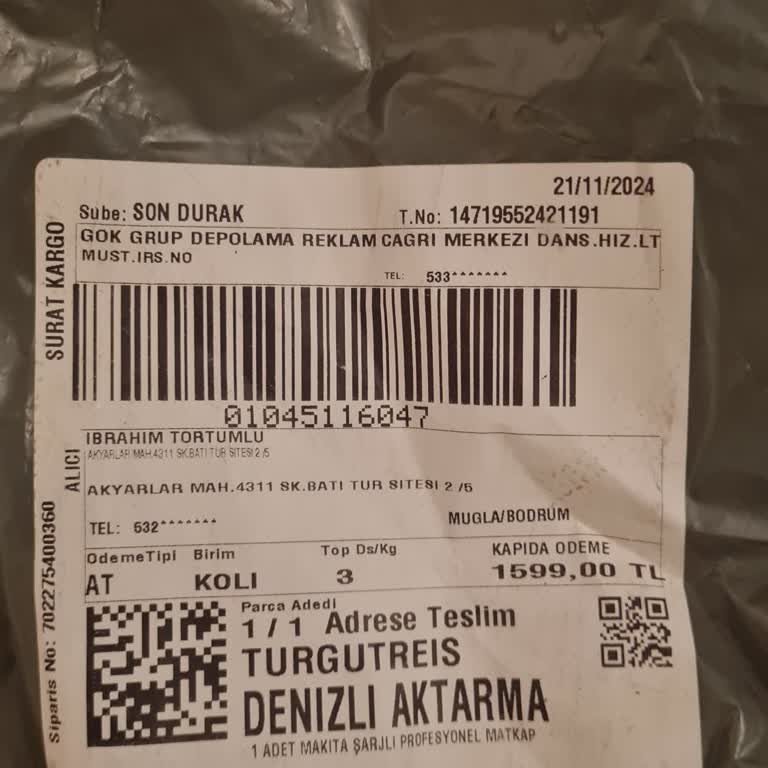 21/11/2024
Sube: SON DURAK T.No: 14719552421191
GOK GRUP DEPOLAMA REKLAM CAGRI MERKEZI DANS.HIZ.LT
MUST.IRS.NO
TEL: 533*******
SURAT KARGO
01045116047
ALICI
IBRAHIM TORTUMLU
AKYARLAR MAH.4311 SK.BATI TUR SITESI 2 /5
AKYARLAR MAH.4311 SK.BATI TUR SITESI 2 /5
TEL: 532******* MUGLA/BODRUM
OdemeTipi Birim Top Ds/Kg KAPIDA ODEME
AT KOLI 3 1599,00 TL
Siparis No: 702275400360
Parca Adedi
1 / 1 Adrese Teslim
TURGUTREIS
DENIZLI AKTARMA
1 ADET MAKITA ŞARJLI PROFESYONEL MATKAP